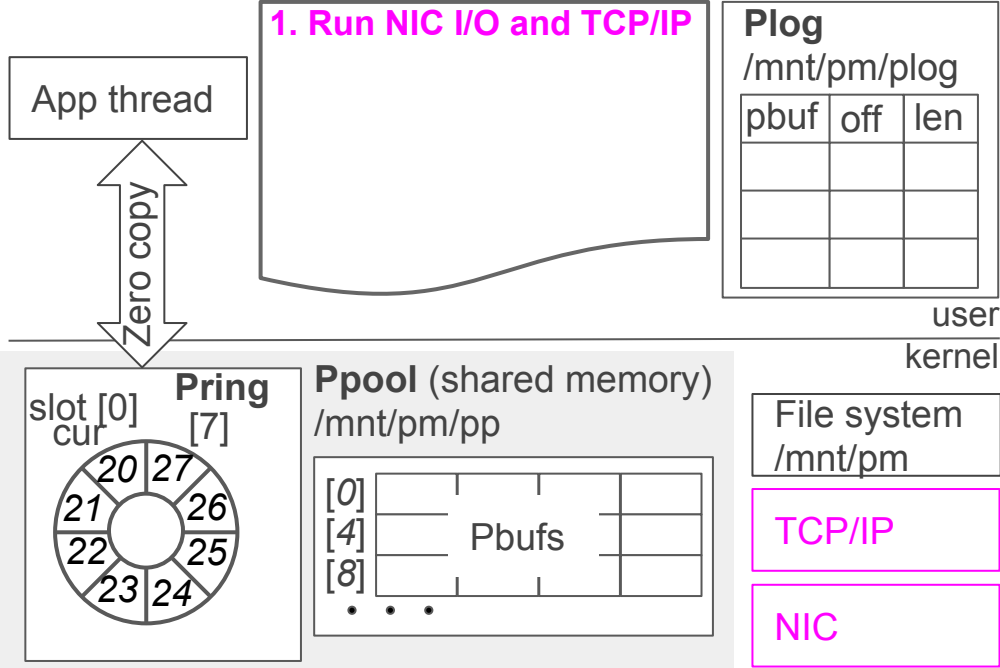 1. Run NIC I/O and TCP/IP
App thread
Zero copy
Plog
/mnt/pm/plog
pbuf off len
user
kernel
Pring
slot [0]
cur
[7]
20 27
21 26
22 25
23 24
Ppool (shared memory)
/mnt/pm/pp
[0]
[4]
[8]
Pbufs
• • •
File system
/mnt/pm
TCP/IP
NIC